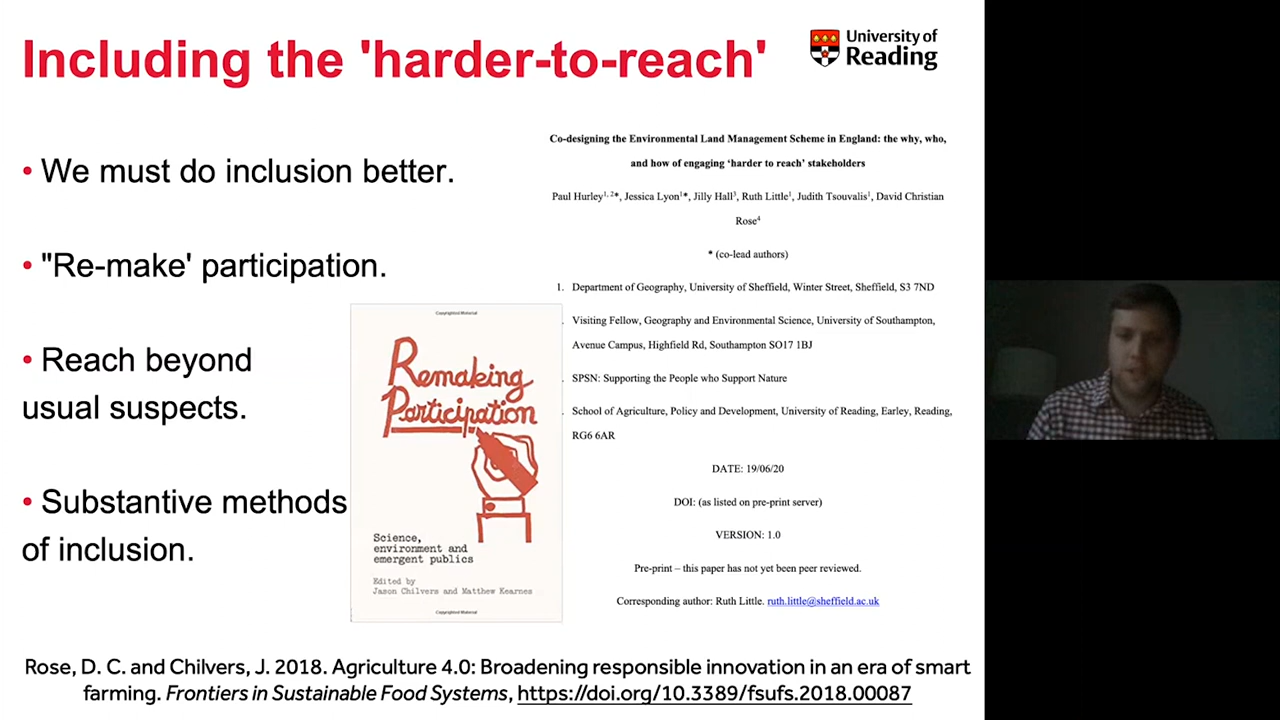 Including the 'harder-to-reach'
University of
Reading
• We must do inclusion better.
• "Re-make' participation.
• Reach beyond
usual suspects.
• Substantive methods
of inclusion.
Copyrighted Material
Remaking
Participation
Science,
environment and
emergent publics
Edited by
Jason Chilvers and Matthew Kearnes
Copyrighted Material
Co-designing the Environmental Land Management Scheme in England: the why, who,
and how of engaging ‘harder to reach’ stakeholders
Paul Hurley1, 2*, Jessica Lyon1*, Jilly Hall3, Ruth Little1, Judith Tsouvalis1, David Christian
Rose4
* (co-lead authors)
1. Department of Geography, University of Sheffield, Winter Street, Sheffield, S3 7ND
. Visiting Fellow, Geography and Environmental Science, University of Southampton,
Avenue Campus, Highfield Rd, Southampton SO17 1BJ
. SPSN: Supporting the People who Support Nature
. School of Agriculture, Policy and Development, University of Reading, Earley, Reading,
RG6 6AR
DATE: 19/06/20
DOI: (as listed on pre-print server)
VERSION: 1.0
Pre-print – this paper has not yet been peer reviewed.
Corresponding author: Ruth Little. ruth.little@sheffield.ac.uk
Rose, D. C. and Chilvers, J. 2018. Agriculture 4.0: Broadening responsible innovation in an era of smart
farming. Frontiers in Sustainable Food Systems, https://doi.org/10.3389/fsufs.2018.00087